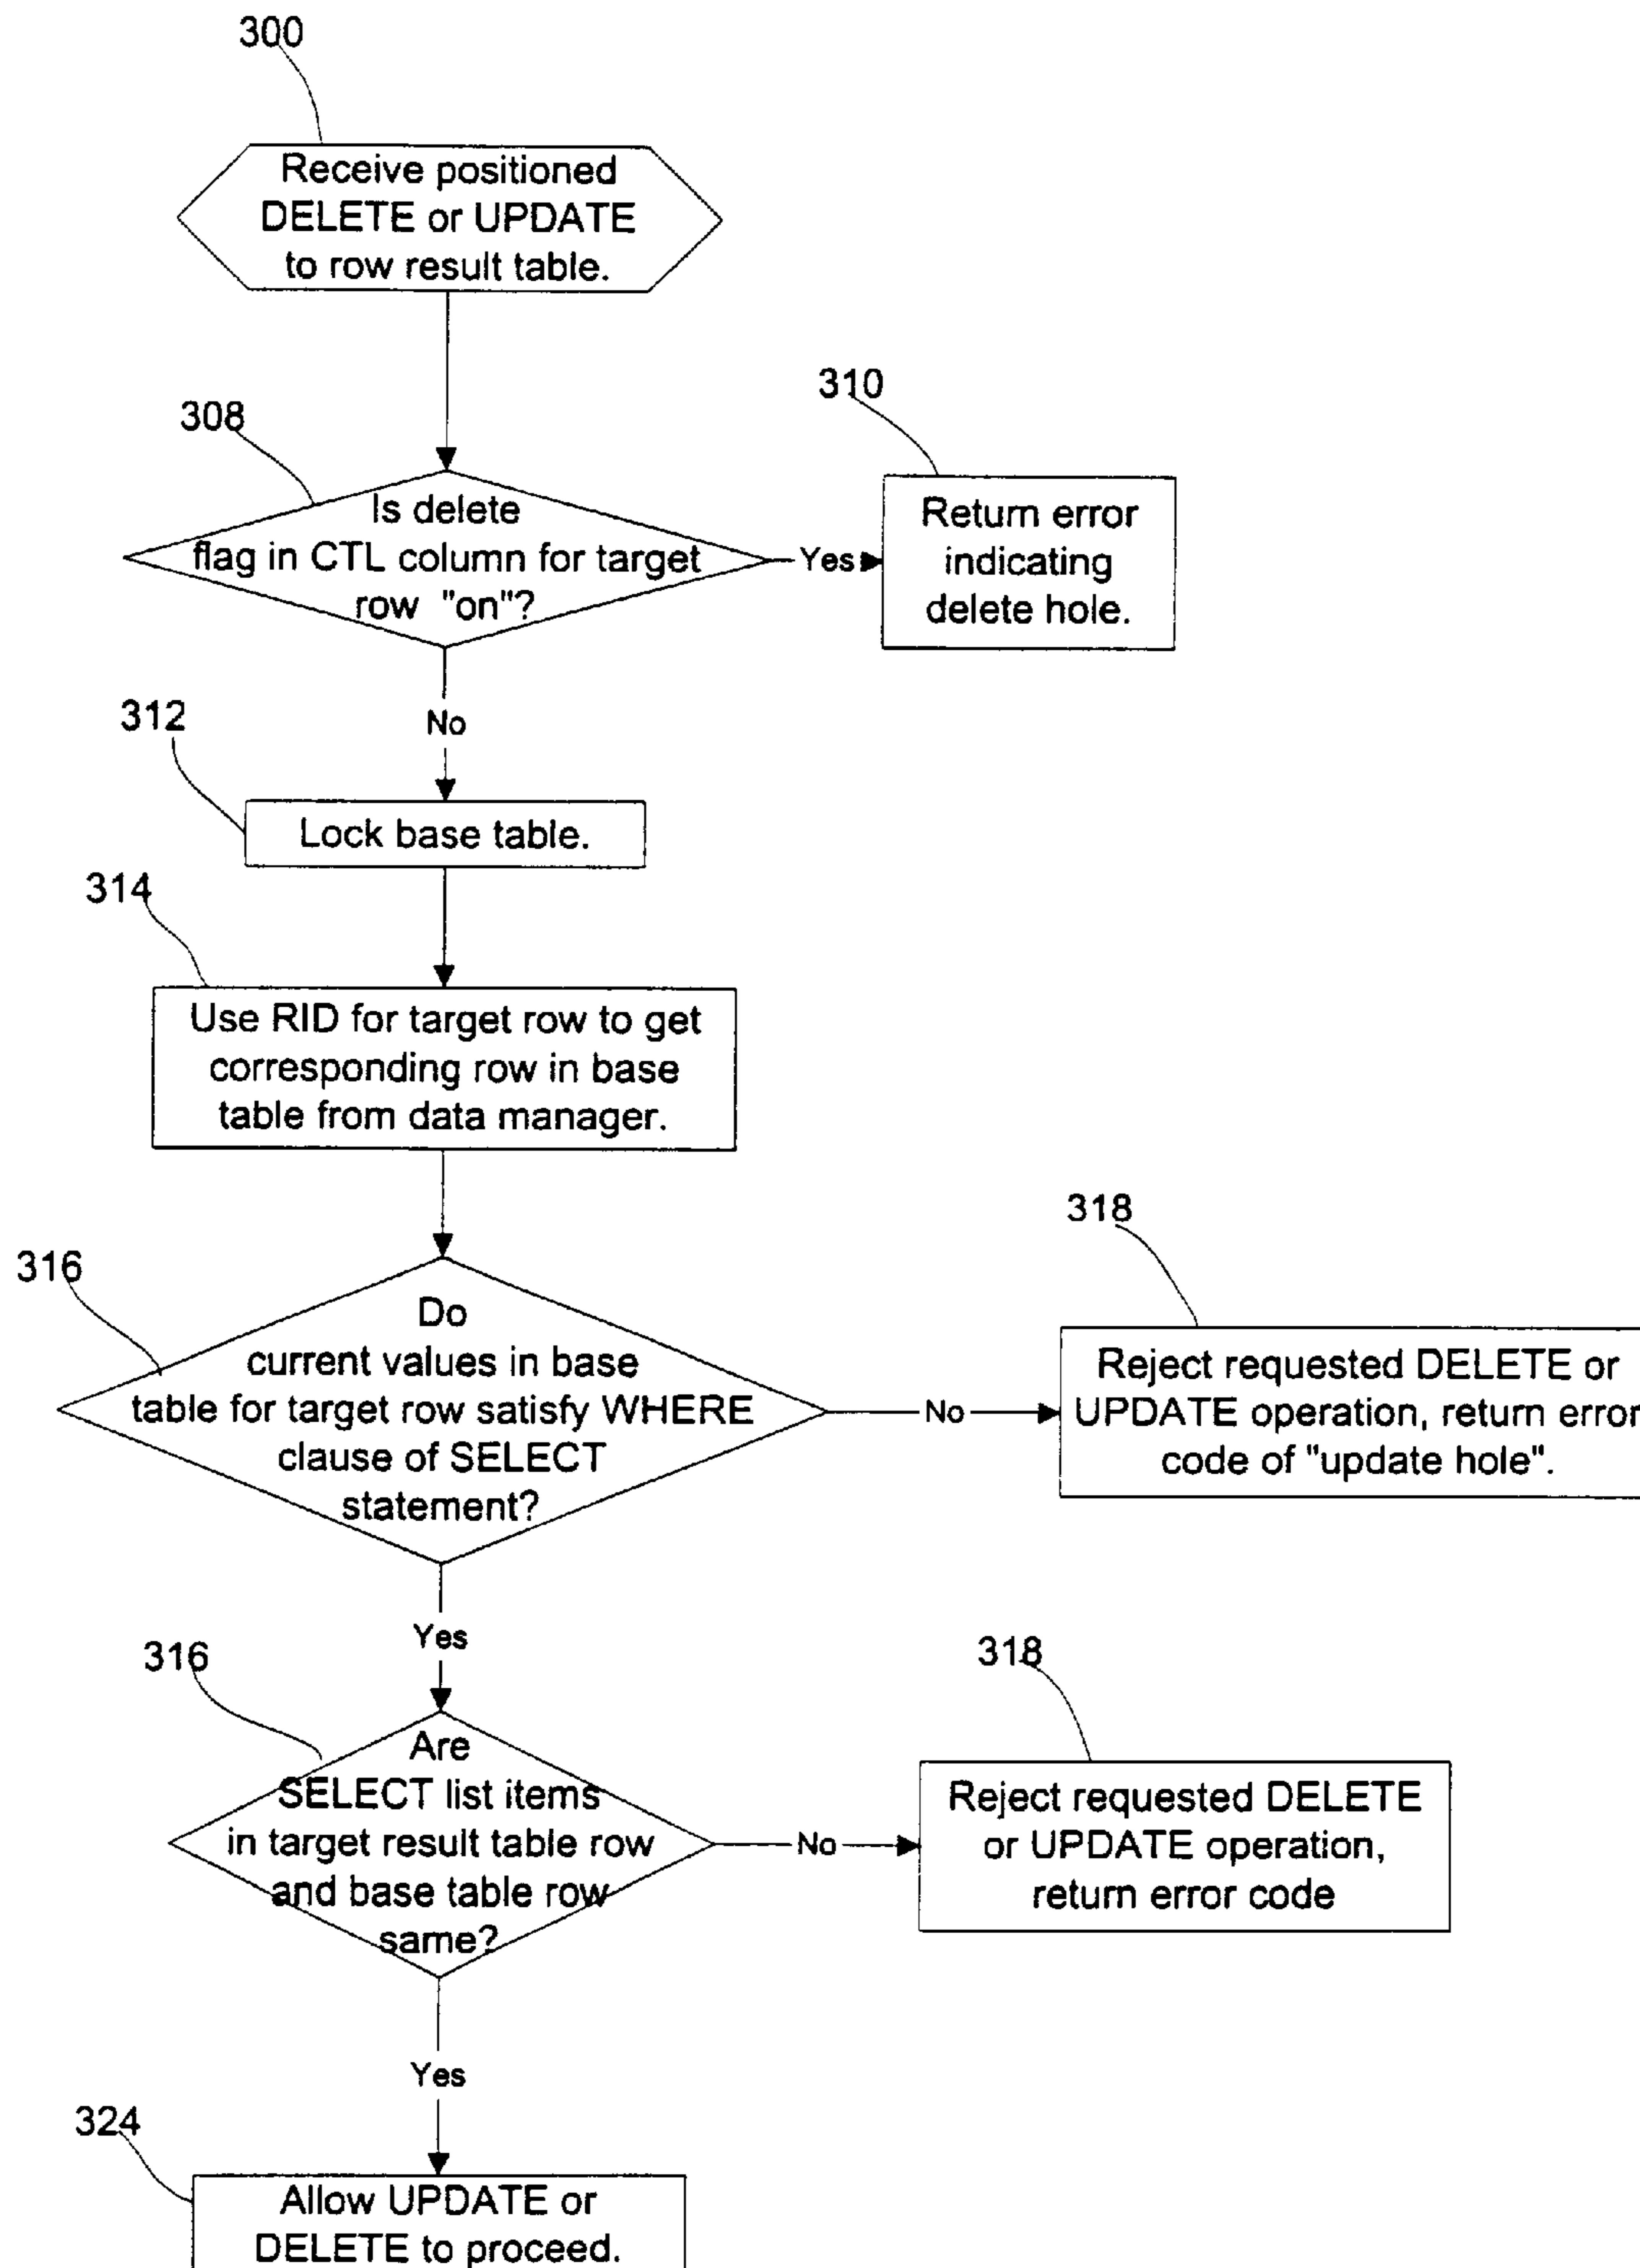 300
Receive positioned
DELETE or UPDATE
to row result table.
308
Is delete
flag in CTL column for target
row "on"?
Yes
310
Return error
indicating
delete hole.
No
312
Lock base table.
314
Use RID for target row to get
corresponding row in base
table from data manager.
316
Do
current values in base
table for target row satisfy WHERE
clause of SELECT
statement?
No
318
Reject requested DELETE or
UPDATE operation, return error
code of "update hole".
Yes
316
Are
SELECT list items
in target result table row
and base table row
same?
No
318
Reject requested DELETE
or UPDATE operation,
return error code
Yes
324
Allow UPDATE or
DELETE to proceed.